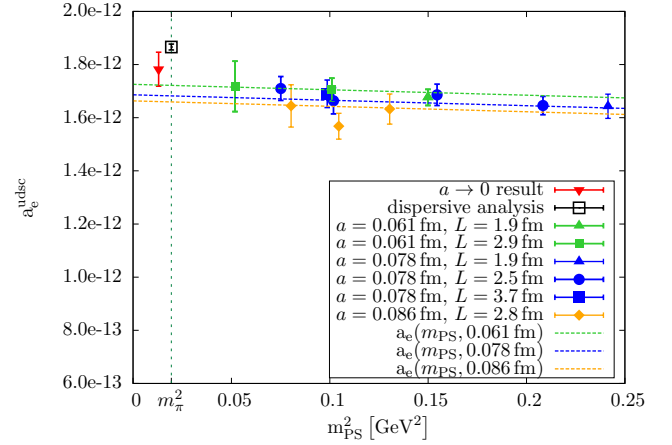 2.0e-12
1.8e-12
1.6e-12
1.4e-12
1.2e-12
1.0e-12
8.0e-13
6.0e-13
a_e^udsc
a → 0 result
dispersive analysis
a = 0.061 fm, L = 1.9 fm
a = 0.061 fm, L = 2.9 fm
a = 0.078 fm, L = 1.9 fm
a = 0.078 fm, L = 2.5 fm
a = 0.078 fm, L = 3.7 fm
a = 0.086 fm, L = 2.8 fm
a_e(m_PS, 0.061 fm)
a_e(m_PS, 0.078 fm)
a_e(m_PS, 0.086 fm)
0 m_π^2 0.05 0.1 0.15 0.2 0.25
m_PS^2 [GeV^2]